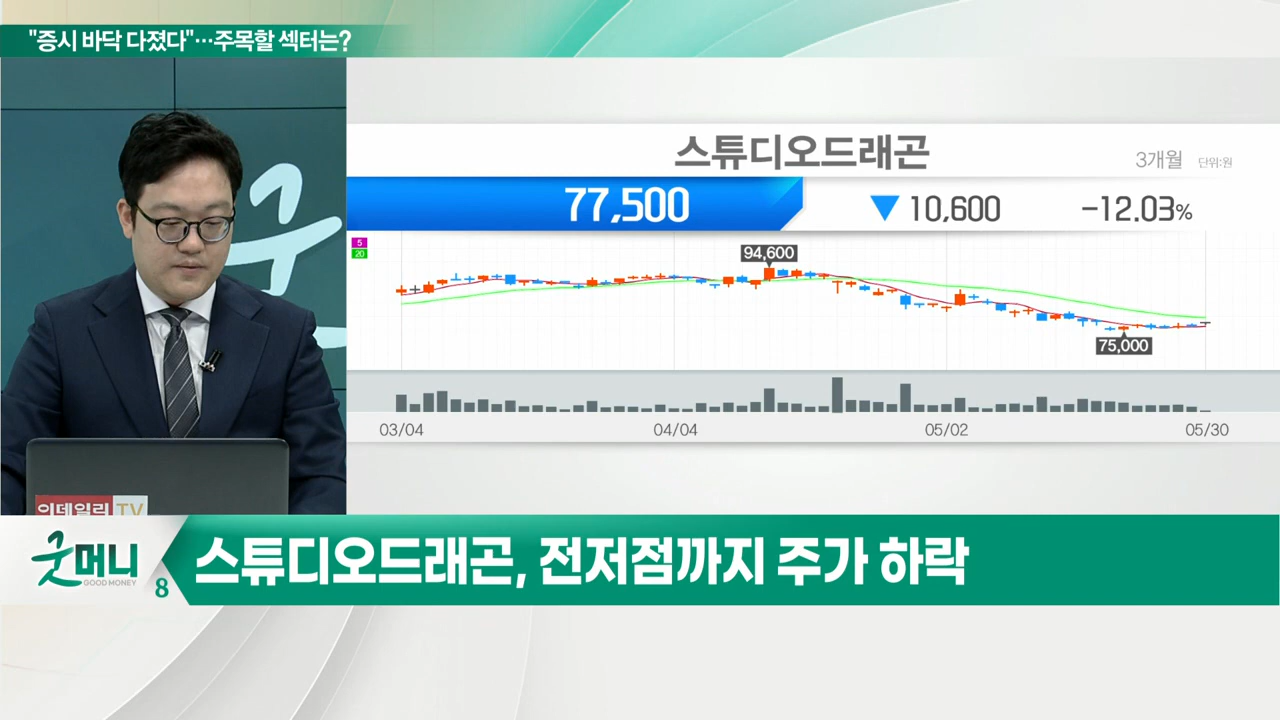 "증시 바닥 다졌다"…주목할 섹터는?
스튜디오드래곤
3개월 단위:원
77,500 ▼ 10,600 -12.03%
5
20
94,600
75,000
03/04 04/04 05/02 05/30
이데일리 TV
굿머니
GOOD MONEY
8
스튜디오드래곤, 전저점까지 주가 하락